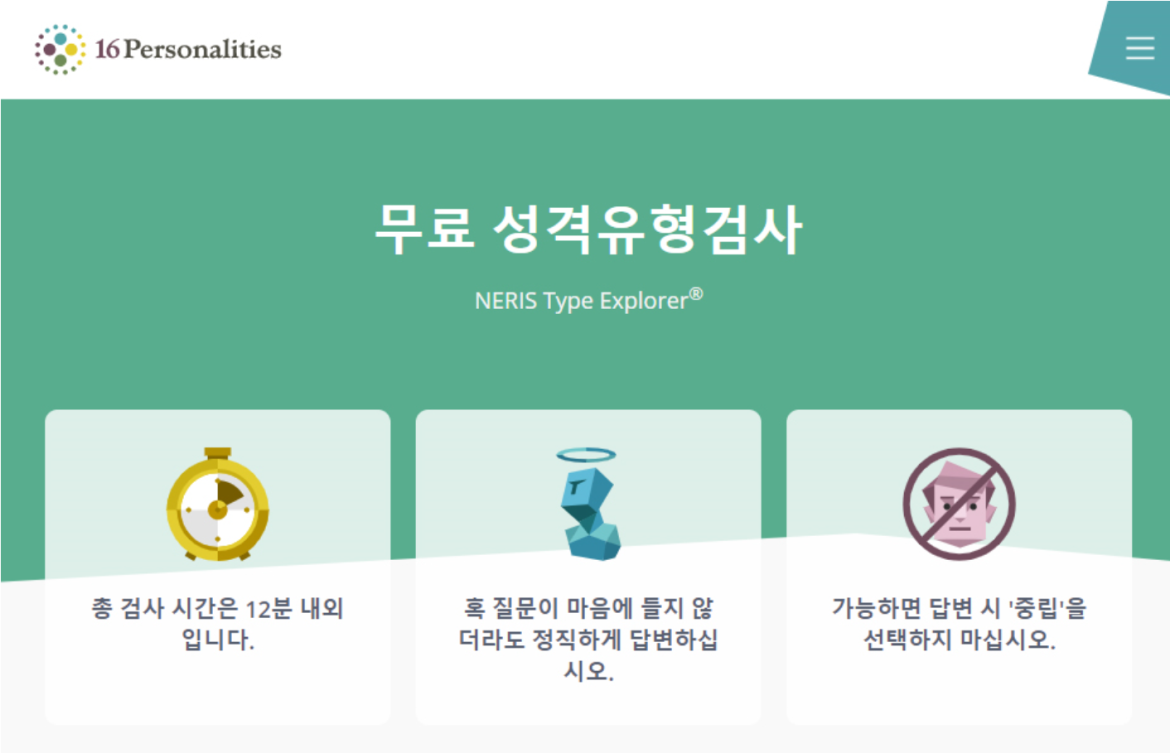 16Personalities
무료 성격유형검사
NERIS Type Explorer®
총 검사 시간은 12분 내외
입니다.
T
혹 질문이 마음에 들지 않
더라도 정직하게 답변하십
시오.
가능하면 답변 시 '중립'을
선택하지 마십시오.